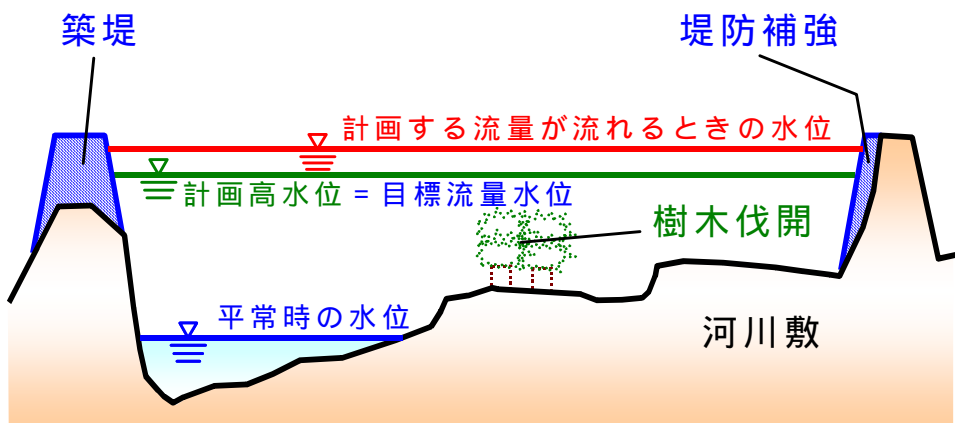 築堤
堤防補強
計画する流量が流れるときの水位
計画高水位 = 目標流量水位
樹木伐開
平常時の水位
河川敷